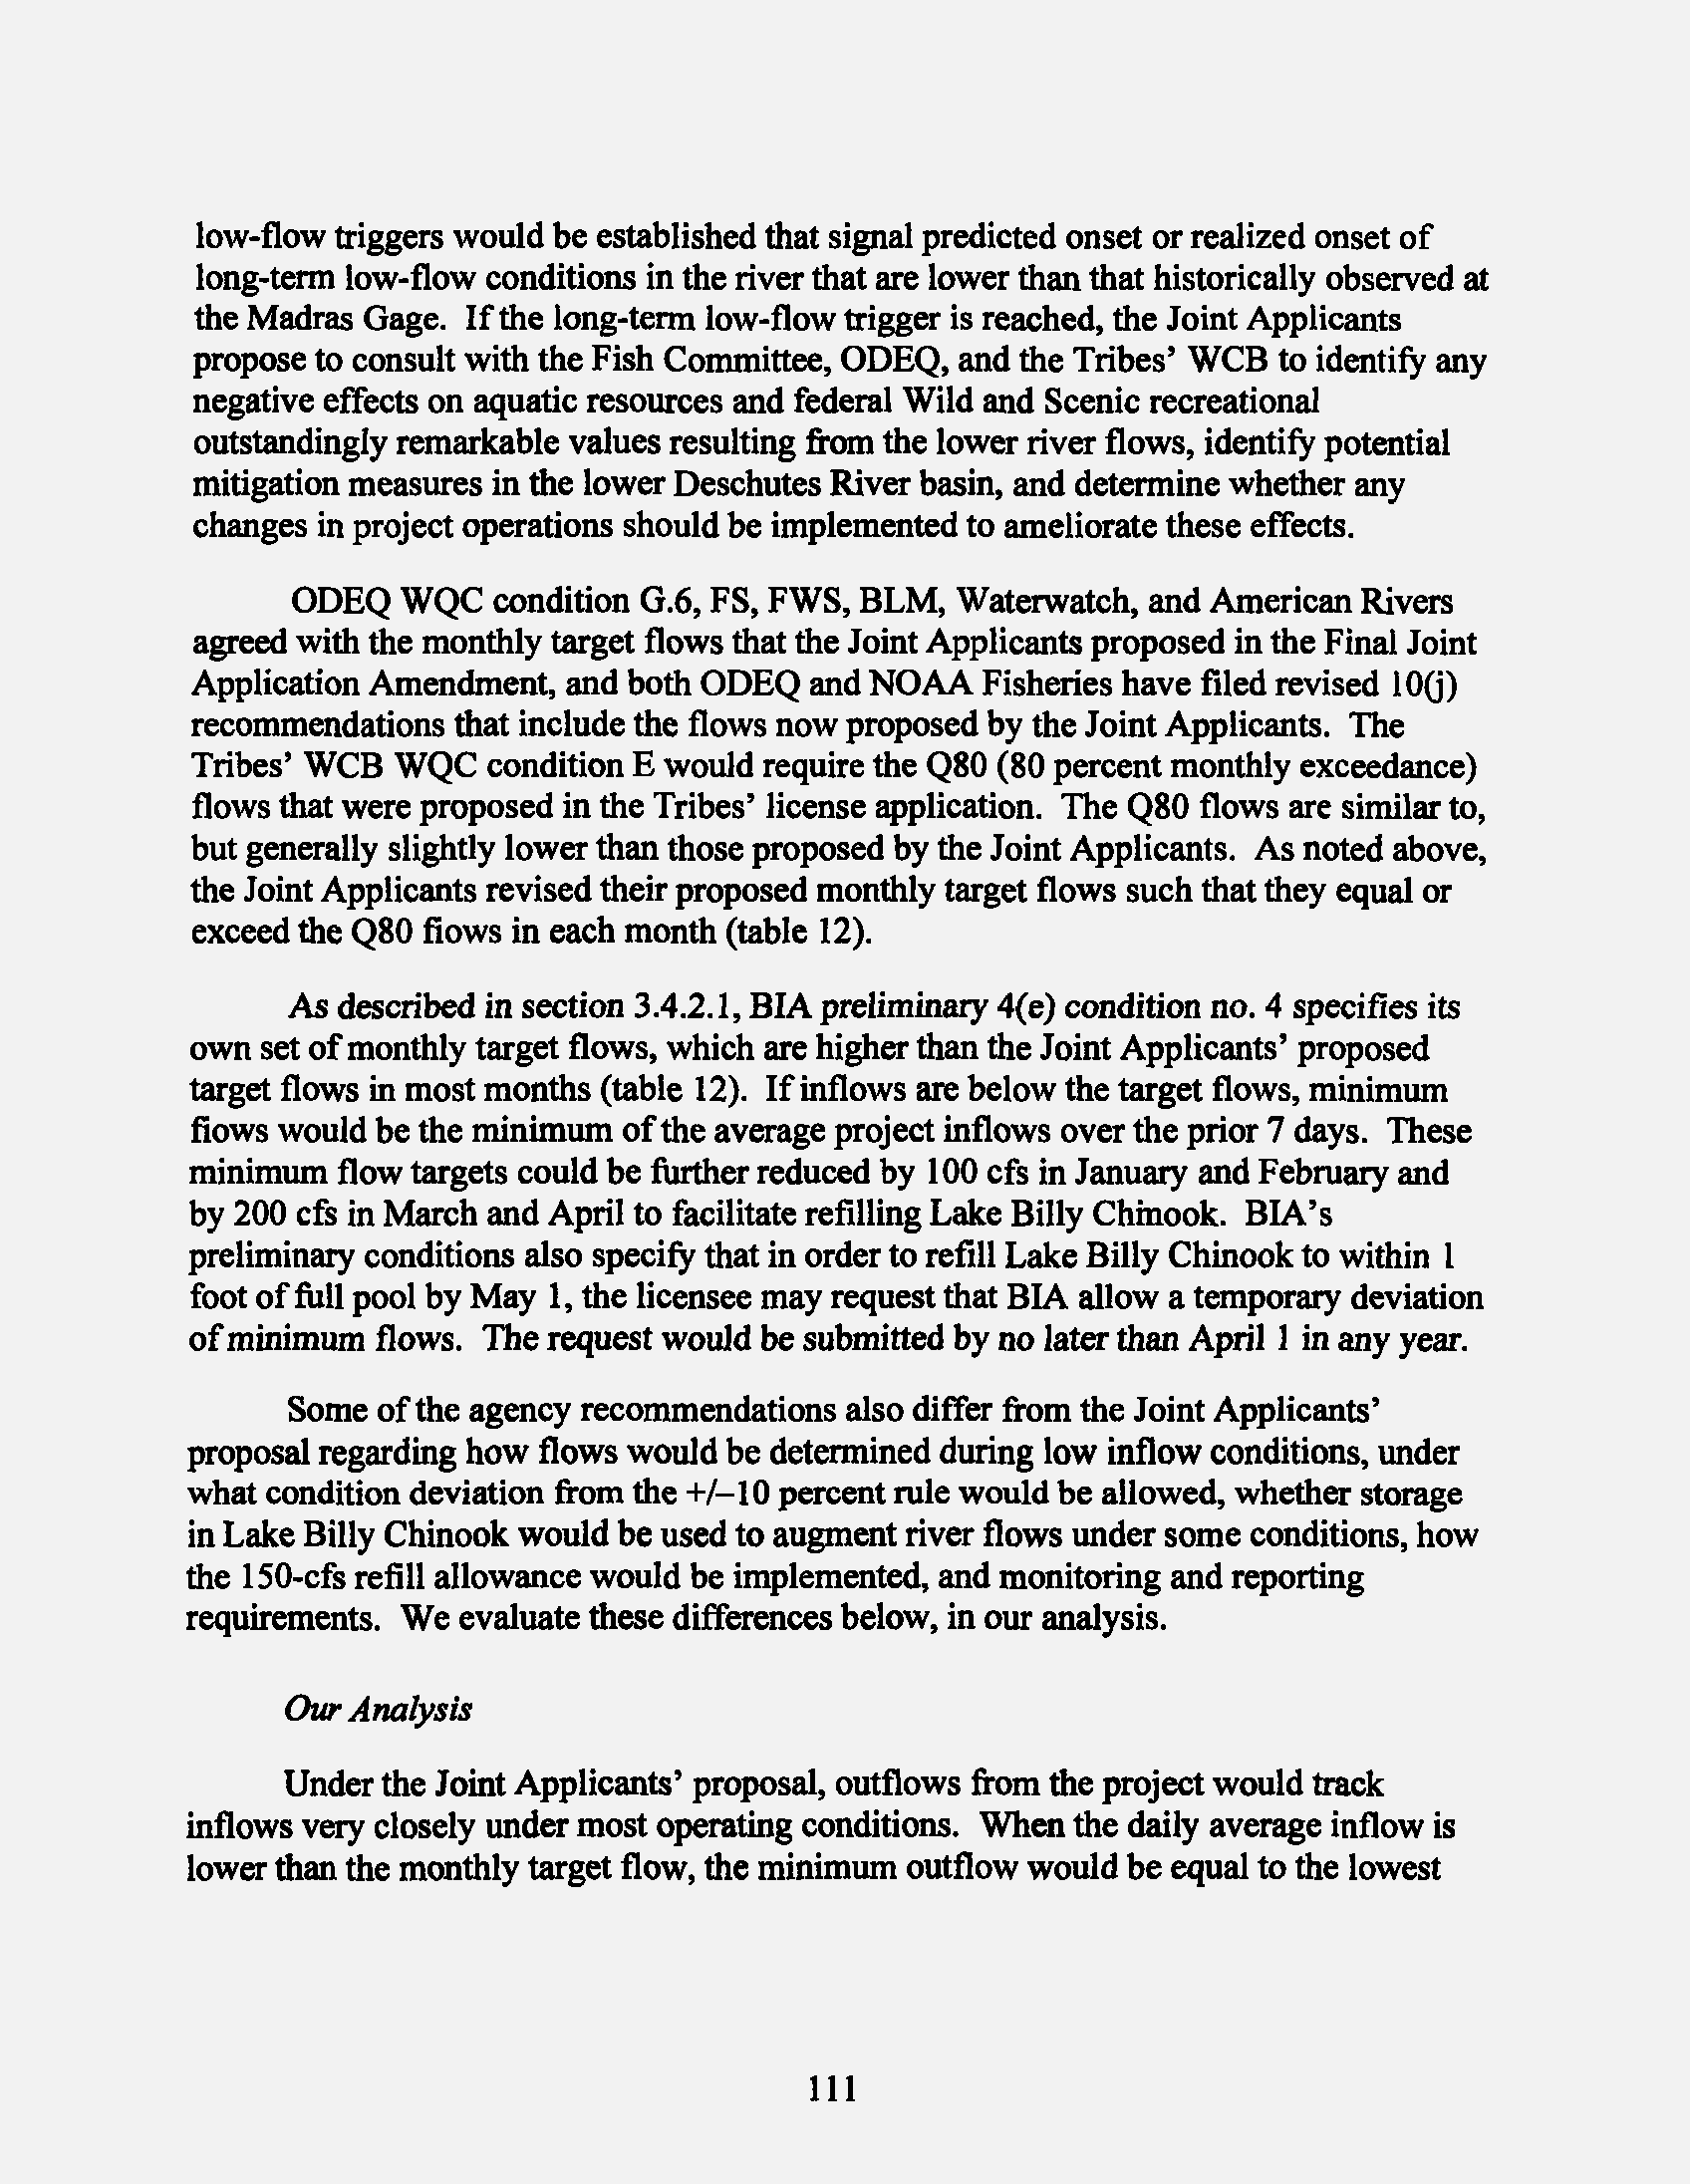 low-flow triggers would be established that signal predicted onset or realized onset of
long-term low-flow conditions in the river that are lower than that historically observed at
the Madras Gage. If the long-term low-flow trigger is reached, the Joint Applicants
propose to consult with the Fish Committee, ODEQ, and the Tribes' WCB to identify any
negative effects on aquatic resources and federal Wild and Scenic recreational
outstandingly remarkable values resulting from the lower river flows, identify potential
mitigation measures in the lower Deschutes River basin, and determine whether any
changes in project operations should be implemented to ameliorate these effects.
ODEQ WQC condition G.6, FS, FWS, BLM, Waterwatch, and American Rivers
agreed with the monthly target flows that the Joint Applicants proposed in the Final Joint
Application Amendment, and both ODEQ and NOAA Fisheries have filed revised 10(j)
recommendations that include the flows now proposed by the Joint Applicants. The
Tribes' WCB WQC condition E would require the Q80 (80 percent monthly exceedance)
flows that were proposed in the Tribes' license application. The Q80 flows are similar to,
but generally slightly lower than those proposed by the Joint Applicants. As noted above,
the Joint Applicants revised their proposed monthly target flows such that they equal or
exceed the Q80 flows in each month (table 12).
As described in section 3.4.2.1, BIA preliminary 4(e) condition no. 4 specifies its
own set of monthly target flows, which are higher than the Joint Applicants' proposed
target flows in most months (table 12). If inflows are below the target flows, minimum
flows would be the minimum of the average project inflows over the prior 7 days. These
minimum flow targets could be further reduced by 100 cfs in January and February and
by 200 cfs in March and April to facilitate refilling Lake Billy Chinook. BIA's
preliminary conditions also specify that in order to refill Lake Billy Chinook to within 1
foot of full pool by May 1, the licensee may request that BIA allow a temporary deviation
of minimum flows. The request would be submitted by no later than April 1 in any year.
Some of the agency recommendations also differ from the Joint Applicants'
proposal regarding how flows would be determined during low inflow conditions, under
what condition deviation from the +/–10 percent rule would be allowed, whether storage
in Lake Billy Chinook would be used to augment river flows under some conditions, how
the 150-cfs refill allowance would be implemented, and monitoring and reporting
requirements. We evaluate these differences below, in our analysis.
Our Analysis
Under the Joint Applicants' proposal, outflows from the project would track
inflows very closely under most operating conditions. When the daily average inflow is
lower than the monthly target flow, the minimum outflow would be equal to the lowest
111